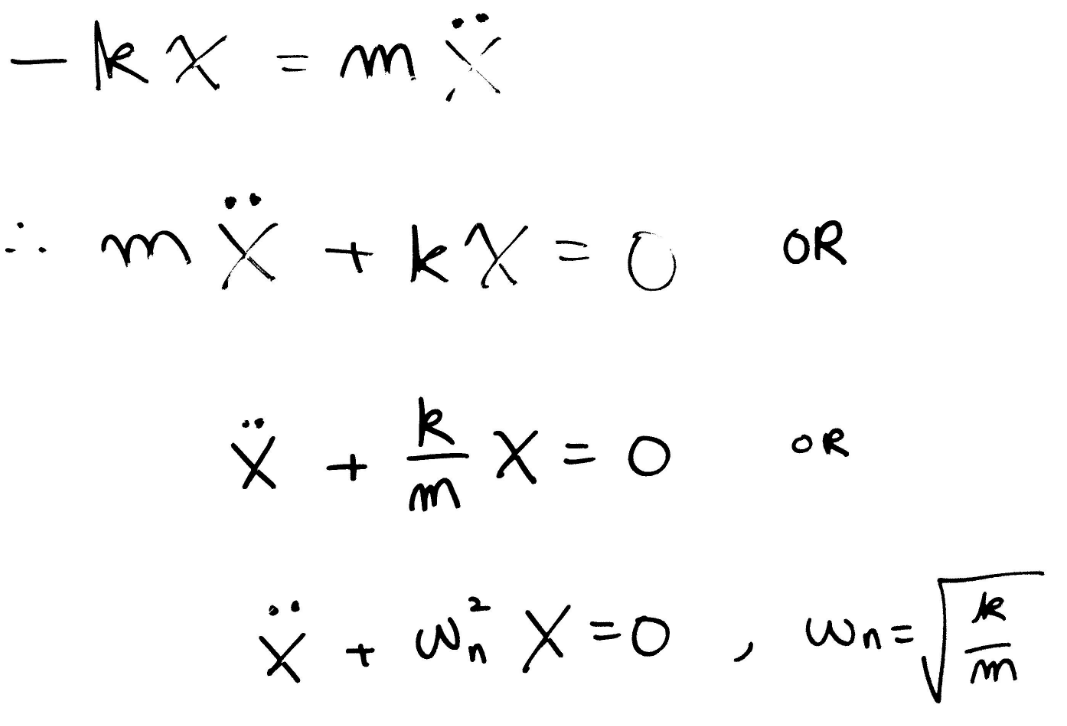 -kx = mẍ
∴ mẍ + kx = 0 OR
ẍ + k/m x = 0 OR
ẍ + ωₙ² x = 0 , ωₙ = √(k/m)